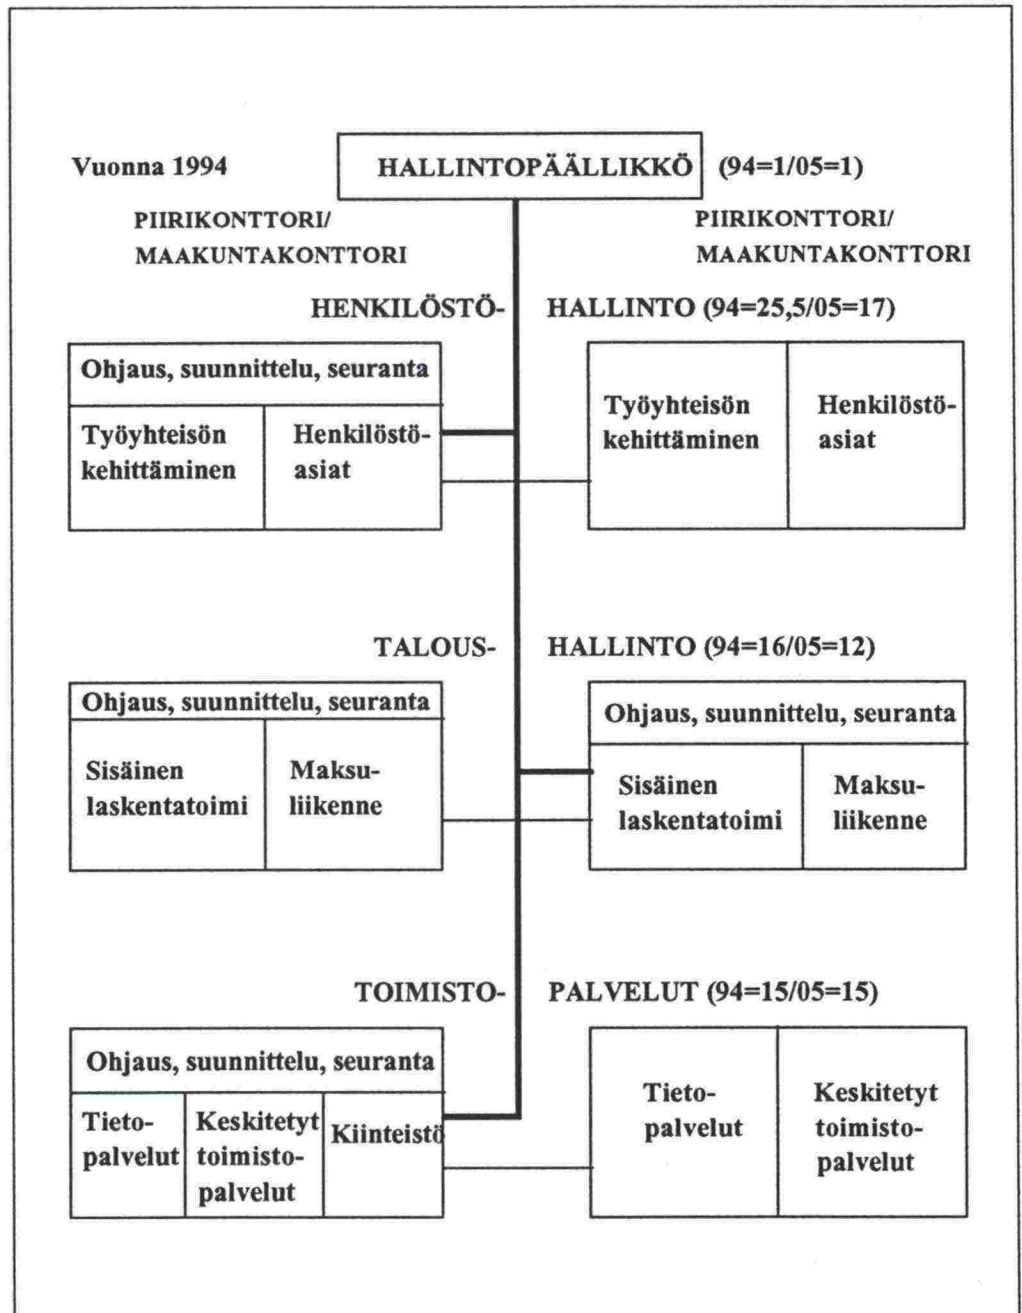 Vuonna 1994
HALLINTOPÄÄLLIKKÖ (94=1/05=1)
PIIRIKONTTORI/
MAAKUNTAKONTTORI
PIIRIKONTTORI/
MAAKUNTAKONTTORI
HENKILÖSTÖ- HALLINTO (94=25,5/05=17)
Ohjaus, suunnittelu, seuranta
Työyhteisön
kehittäminen
Henkilöstö-
asiat
Työyhteisön
kehittäminen
Henkilöstö-
asiat
TALOUS- HALLINTO (94=16/05=12)
Ohjaus, suunnittelu, seuranta
Sisäinen
laskentatoimi
Maksu-
liikenne
Ohjaus, suunnittelu, seuranta
Sisäinen
laskentatoimi
Maksu-
liikenne
TOIMISTO- PALVELUT (94=15/05=15)
Ohjaus, suunnittelu, seuranta
Tieto-
palvelut
Keskitetyt
toimisto-
palvelut
Kiinteistö
Tieto-
palvelut
Keskitetyt
toimisto-
palvelut